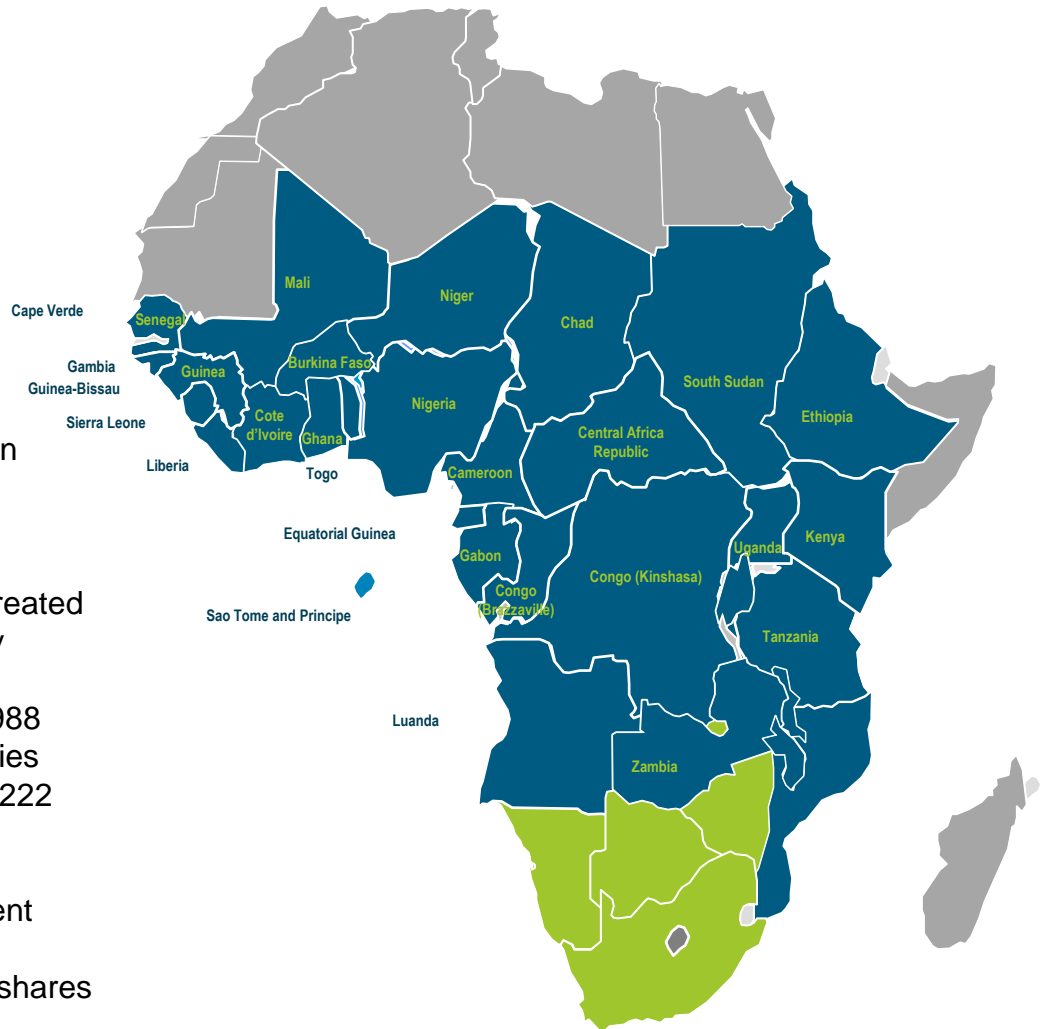 Mali
Niger
Cape Verde
Senegal
Chad
Gambia
Burkina Faso
Guinea
South Sudan
Guinea-Bissau
Nigeria
Ethiopia
Sierra Leone
Cote
d'Ivoire
Ghana
Central Africa
Republic
n
Liberia
Togo
Cameroon
Equatorial Guinea
Kenya
Uganda
Gabon
Congo (Kinshasa)
Congo
(Brazzaville)
reated
Sao Tome and Principe
Tanzania
y
988
Luanda
ies
Zambia
222
ent
shares